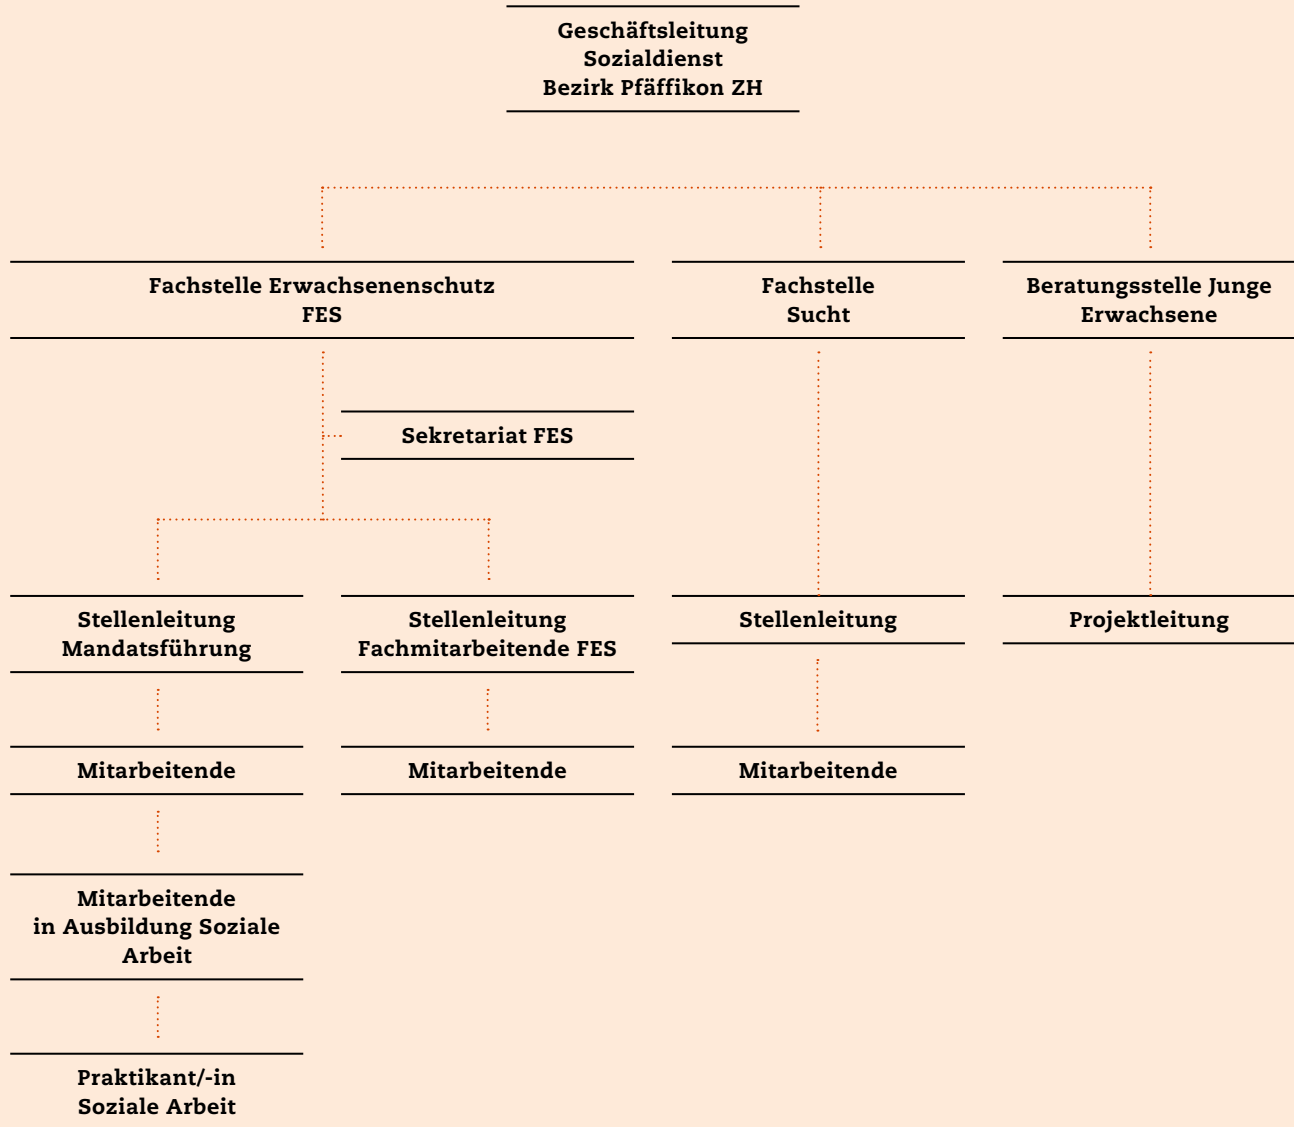 Geschäftsleitung
Sozialdienst
Bezirk Pfäffikon ZH
Fachstelle Erwachsenenschutz
FES
Fachstelle
Sucht
Beratungsstelle Junge
Erwachsene
Sekretariat FES
Stellenleitung
Mandatsführung
Stellenleitung
Fachmitarbeitende FES
Stellenleitung
Projektleitung
Mitarbeitende
Mitarbeitende
Mitarbeitende
Mitarbeitende
in Ausbildung Soziale
Arbeit
Praktikant/-in
Soziale Arbeit